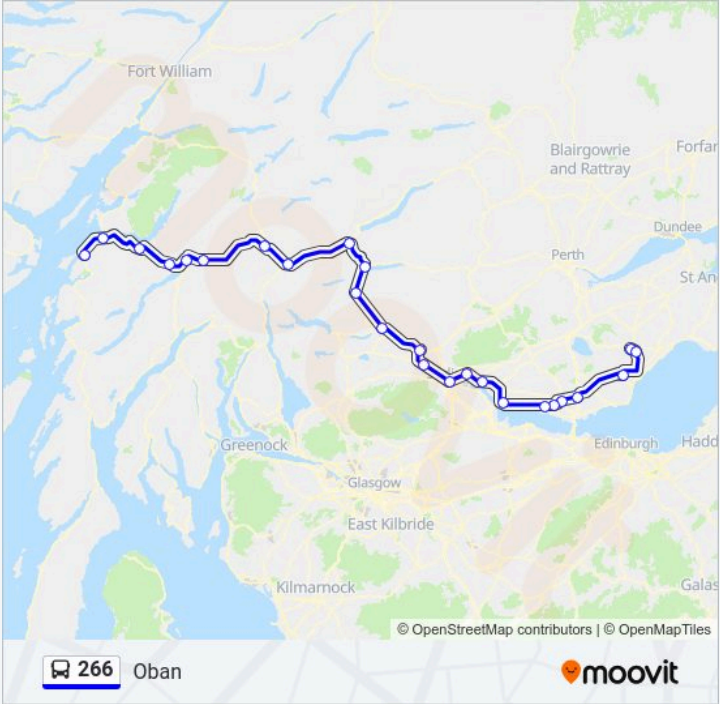 Fort William
Blairgowrie
and Rattray
Forfar
Dundee
Perth
St An
Greenock
Edinburgh
Hadd
Glasgow
East Kilbride
Kilmarnock
Galas
© OpenStreetMap contributors | © OpenMapTiles
266 Oban
moovit